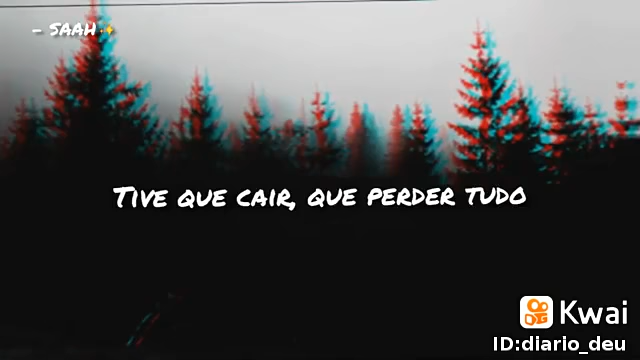 - SAAH✨
TIVE QUE CAIR, QUE PERDER TUDO
Kwai
ID:diario_deu